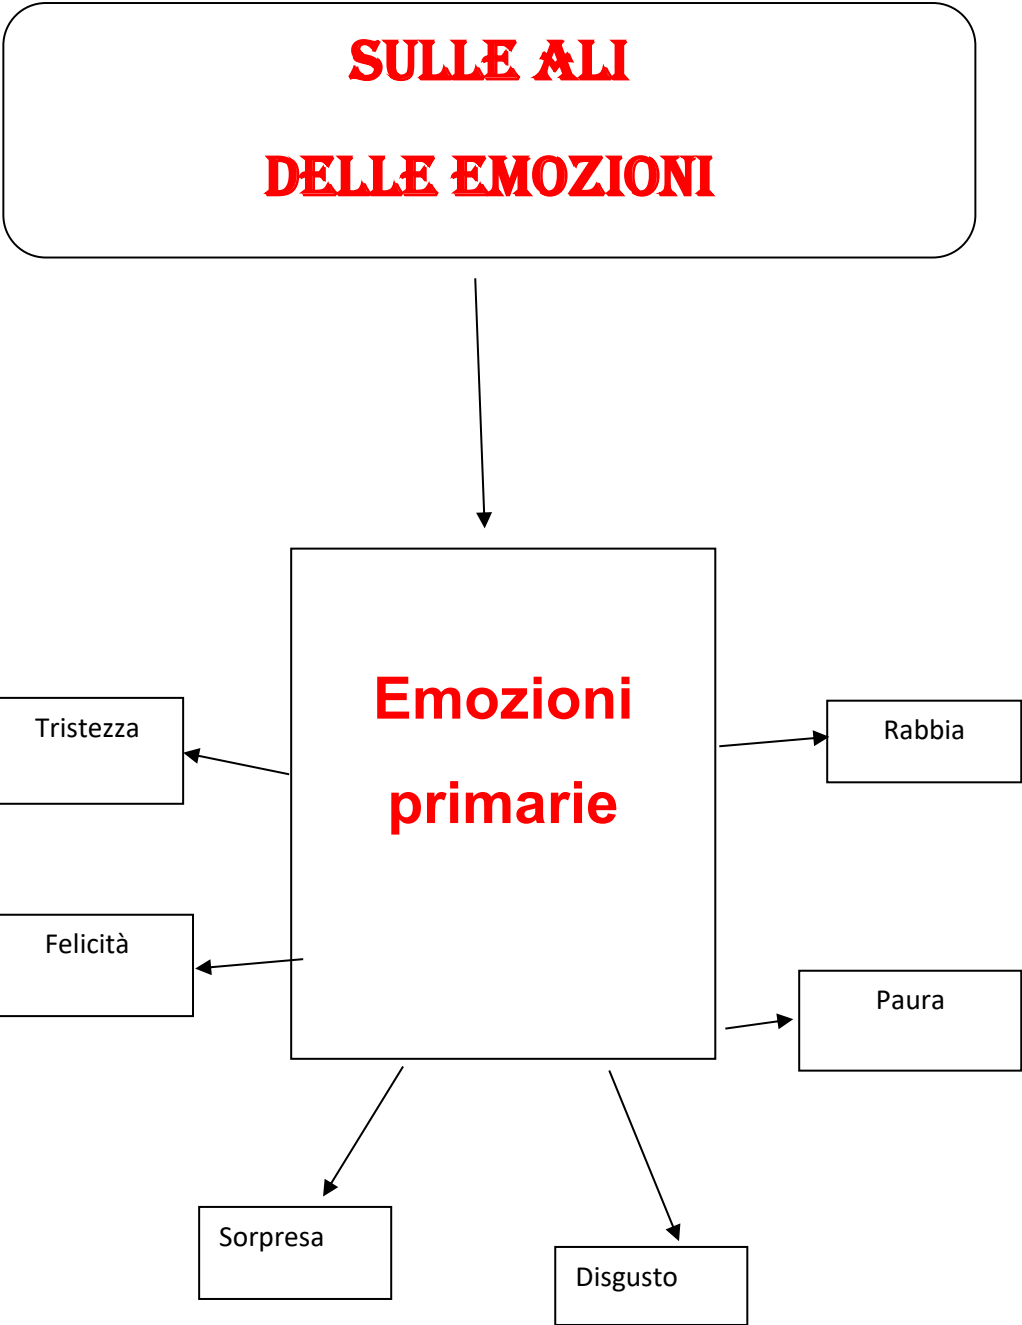 SULLE ALI
DELLE EMOZIONI
Emozioni
primarie
Tristezza
Rabbia
Felicità
Paura
Sorpresa
Disgusto